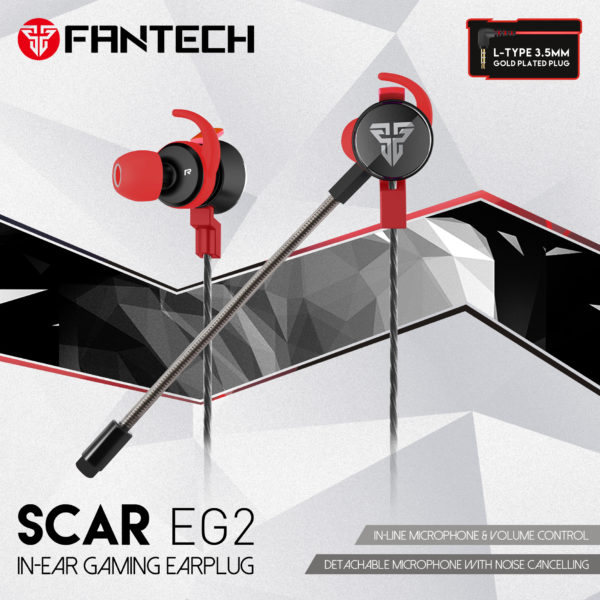 FANTECH
L-TYPE 3.5MM
GOLD PLATED PLUG
R
SCAR EG2
IN-EAR GAMING EARPLUG
IN-LINE MICROPHONE & VOLUME CONTROL
DETACHABLE MICROPHONE WITH NOISE CANCELLING